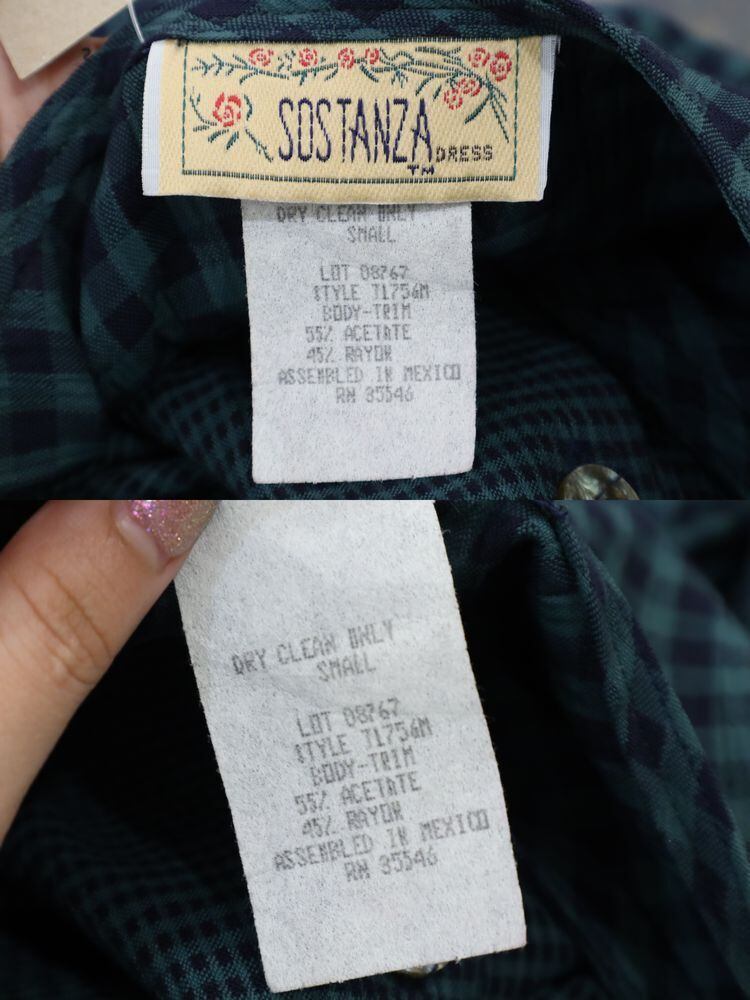 SOSTANZA DRESS
TM
DRY CLEAN ONLY
SMALL
LOT 08767
STYLE T1756M
BODY-TRIM
55% ACETATE
45% RAYON
ASSEMBLED IN MEXICO
RN 35546
DRY CLEAN ONLY
SMALL
LOT 08767
STYLE T1756M
BODY-TRIM
55% ACETATE
45% RAYON
ASSEMBLED IN MEXICO
RN 35546